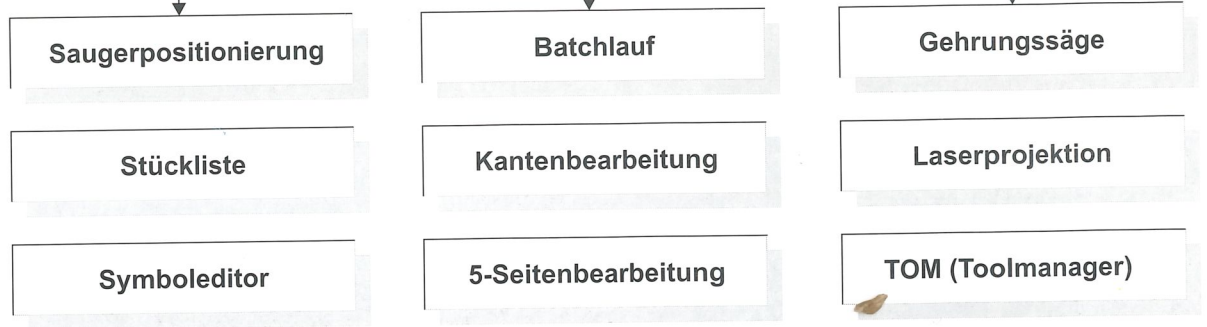 Saugerpositionierung
Batchlauf
Gehrungssäge
Stückliste
Kantenbearbeitung
Laserprojektion
Symboleditor
5-Seitenbearbeitung
TOM (Toolmanager)